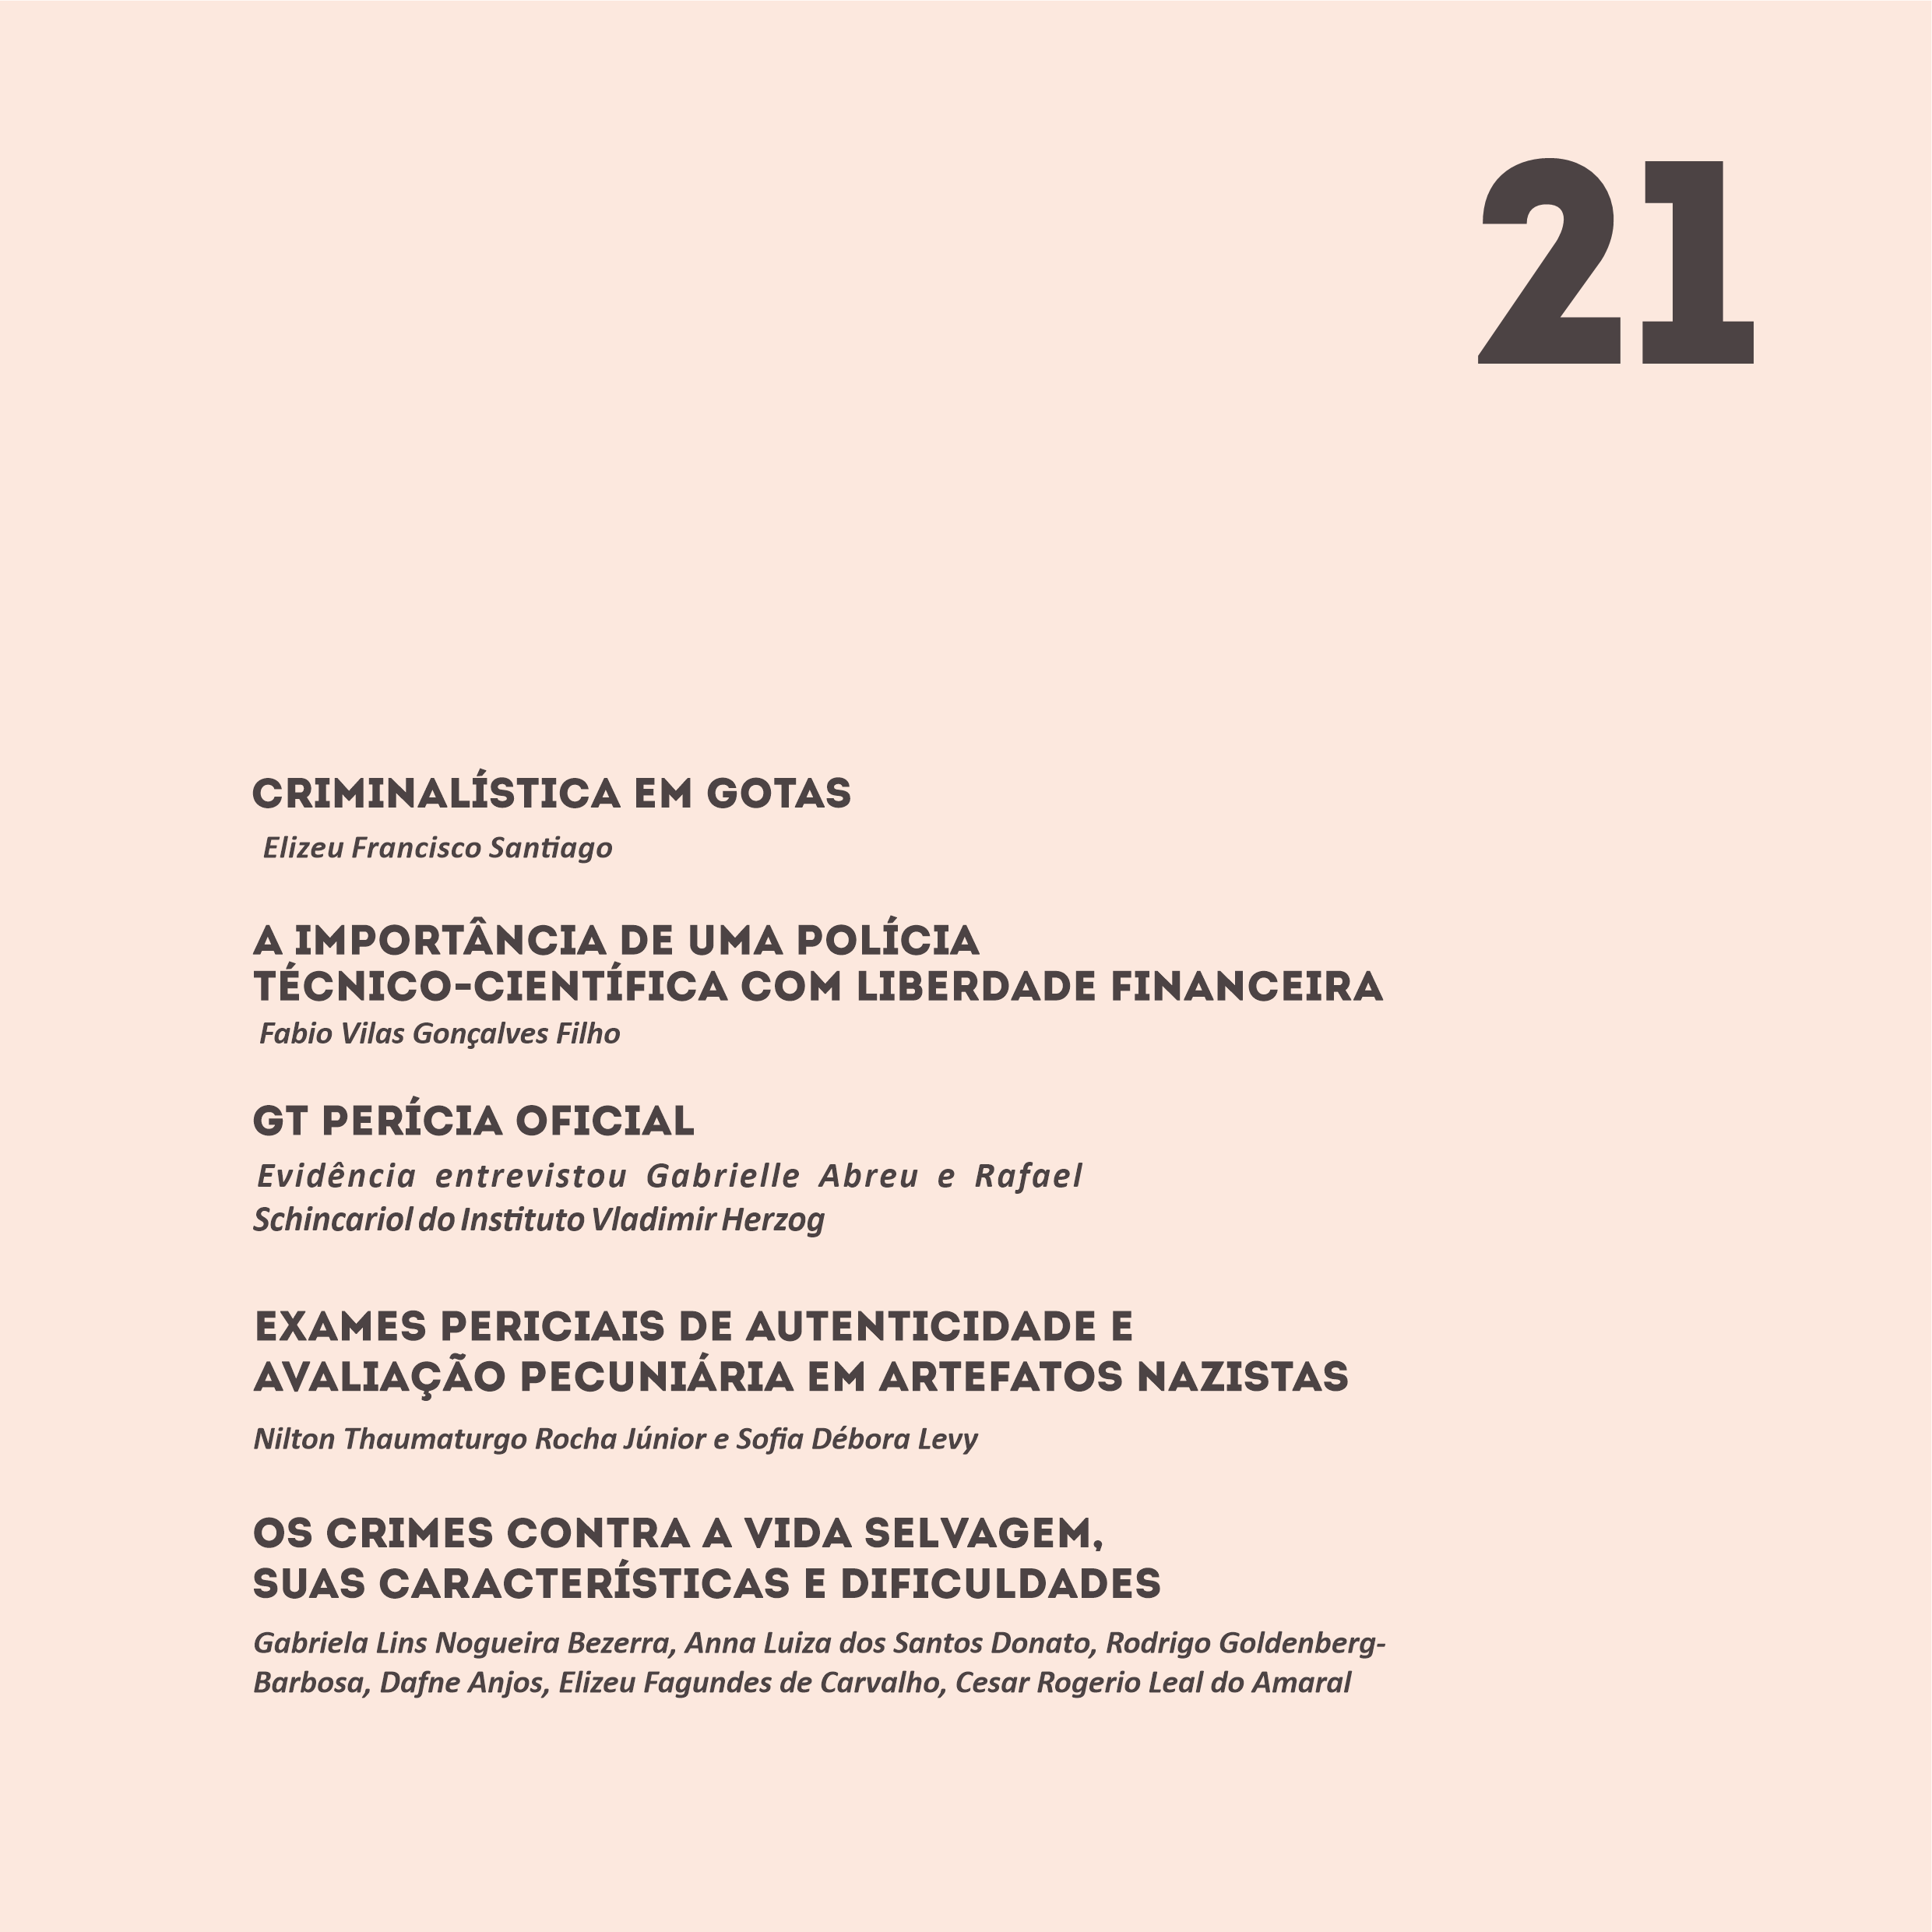 21
CRIMINALÍSTICA EM GOTAS
Elizeu Francisco Santiago
A IMPORTÂNCIA DE UMA POLÍCIA
TÉCNICO-CIENTÍFICA COM LIBERDADE FINANCEIRA
Fabio Vilas Gonçalves Filho
GT PERÍCIA OFICIAL
Evidência entrevistou Gabrielle Abreu e Rafael
Schincariol do Instituto Vladimir Herzog
EXAMES PERICIAIS DE AUTENTICIDADE E
AVALIAÇÃO PECUNIÁRIA EM ARTEFATOS NAZISTAS
Nilton Thaumaturgo Rocha Júnior e Sofia Débora Levy
OS CRIMES CONTRA A VIDA SELVAGEM,
SUAS CARACTERÍSTICAS E DIFICULDADES
Gabriela Lins Nogueira Bezerra, Anna Luiza dos Santos Donato, Rodrigo Goldenberg-
Barbosa, Dafne Anjos, Elizeu Fagundes de Carvalho, Cesar Rogerio Leal do Amaral